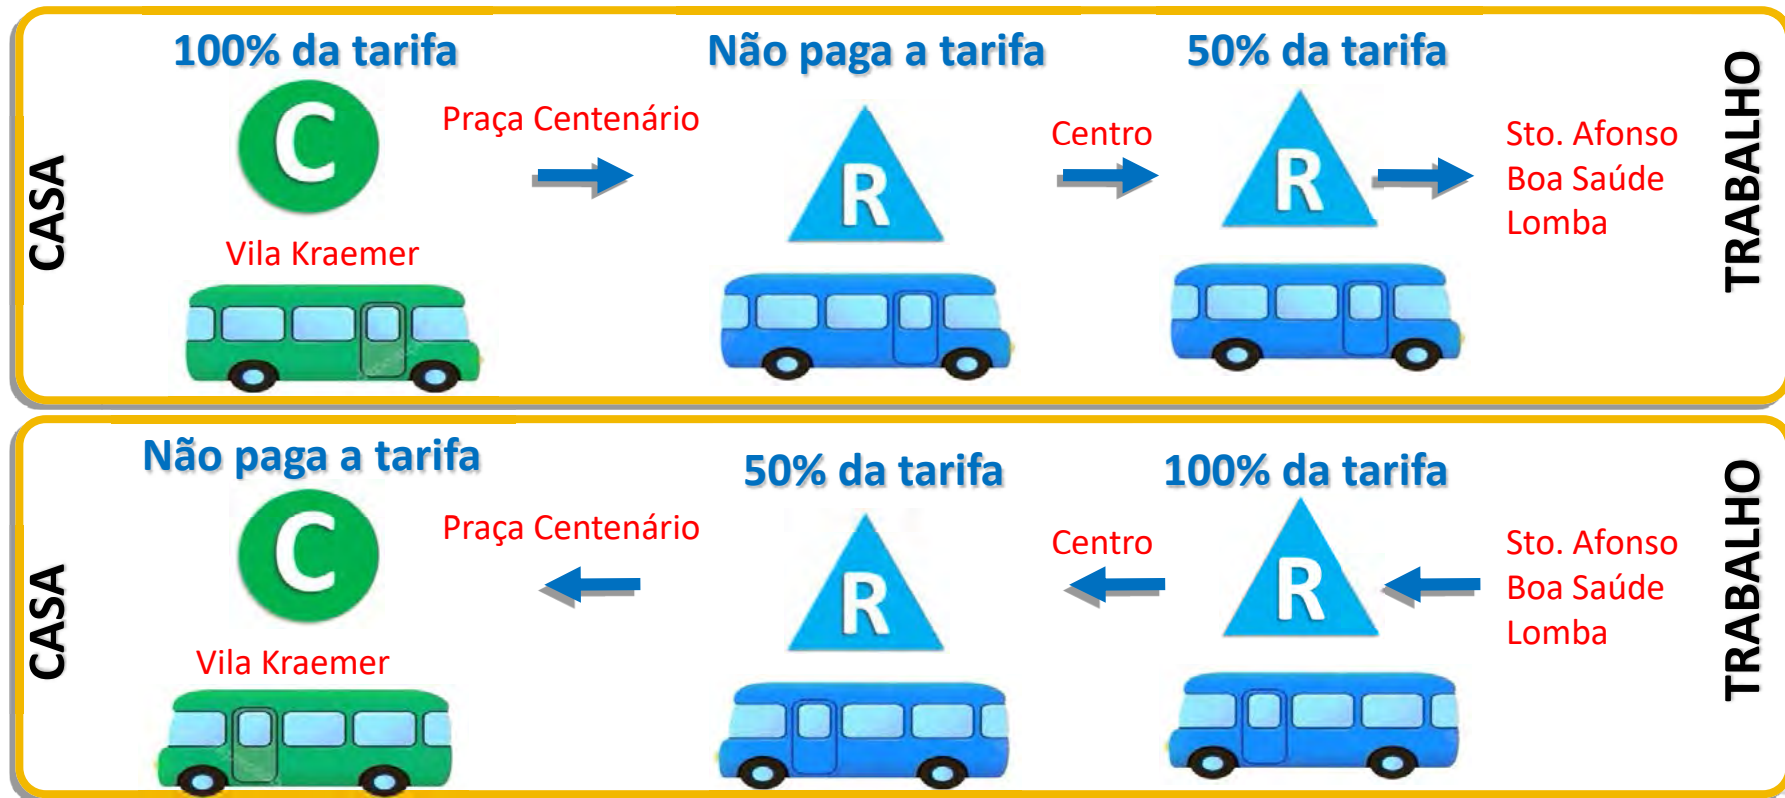 100% da tarifa
Não paga a tarifa
50% da tarifa
CASA
C
Praça Centenário
R
Centro
R
Sto. Afonso
Boa Saúde
Lomba
TRABALHO
Vila Kraemer
Não paga a tarifa
50% da tarifa
100% da tarifa
CASA
C
Praça Centenário
R
Centro
R
Sto. Afonso
Boa Saúde
Lomba
TRABALHO
Vila Kraemer